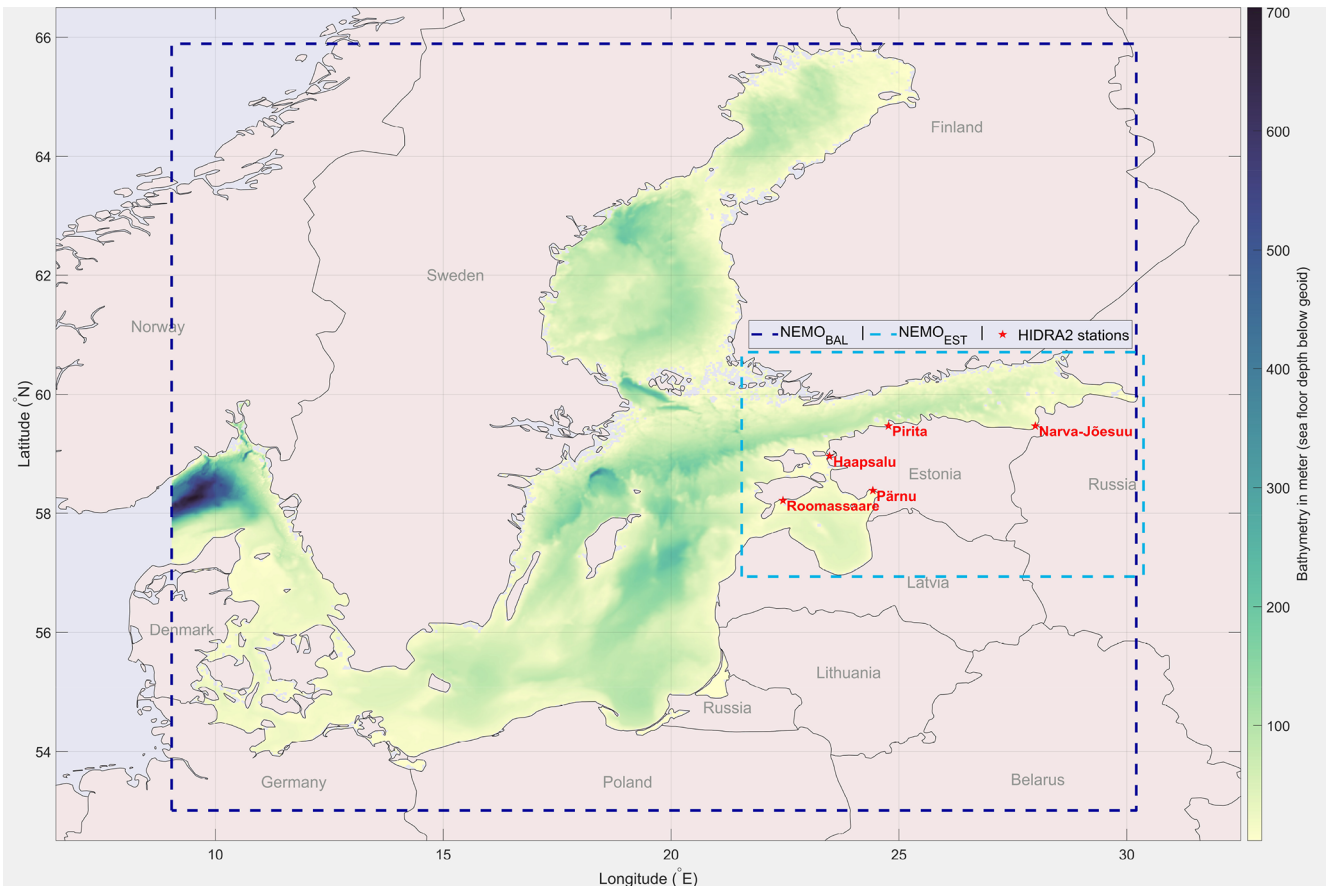 66
64
62
60
58
56
54
Latitude (°N)
10
15
20
25
30
Longitude (°E)
Finland
Sweden
Norway
NEMO_BAL | NEMO_EST | HIDRA2 stations
Pirita
Narva-Jõesuu
Haapsalu
Estonia
Russia
Pärnu
Roomassaare
Latvia
Denmark
Lithuania
Russia
Germany
Poland
Belarus
700
600
500
400
300
200
100
Bathymetry in meter (sea floor depth below geoid)